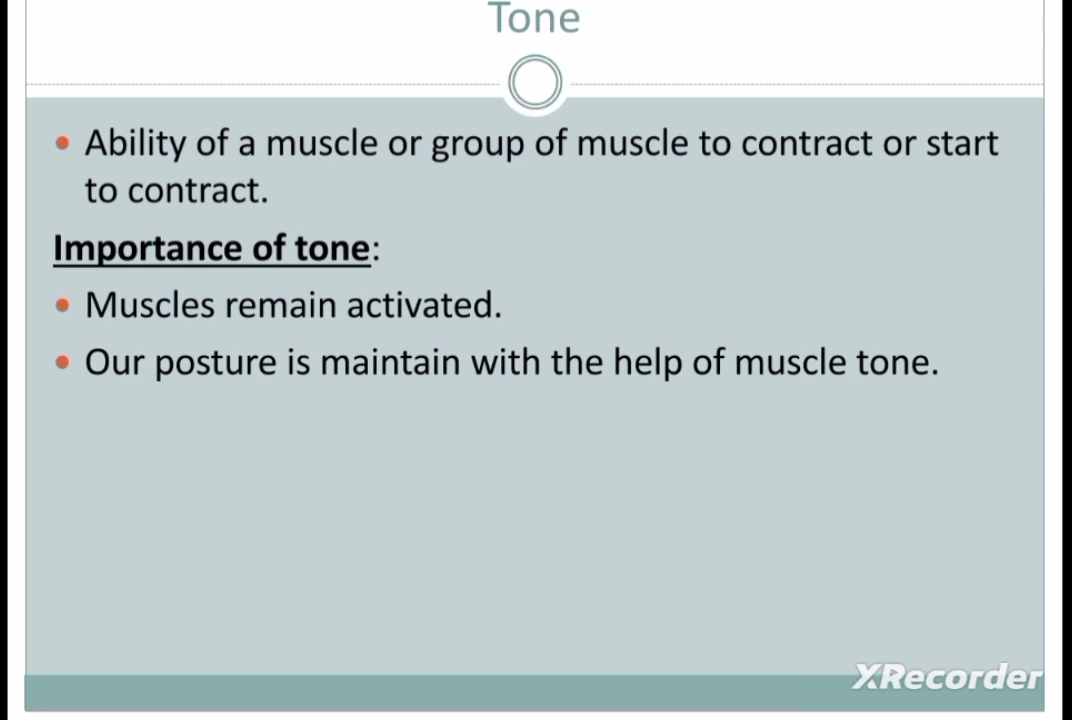 Tone
• Ability of a muscle or group of muscle to contract or start
to contract.
Importance of tone:
• Muscles remain activated.
• Our posture is maintain with the help of muscle tone.
XRecorder